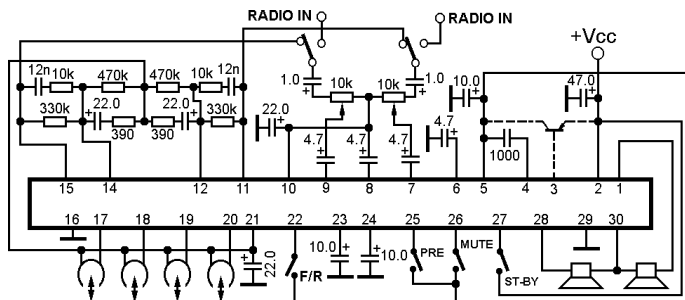 RADIO IN RADIO IN
+Vcc
12n 10k 470k 470k 10k 12n
1.0 10k 10k 1.0 10.0 47.0
330k + 22.0 390 390 22.0 + 330k
22.0 + 4.7 + 4.7 + 4.7 + 4.7 + 1000
15 14 12 11 10 9 8 7 6 5 4 3 2 1
16 17 18 19 20 21 22 23 24 25 26 27 28 29 30
+ 22.0 F/R 10.0 + + 10.0 PRE MUTE ST-BY